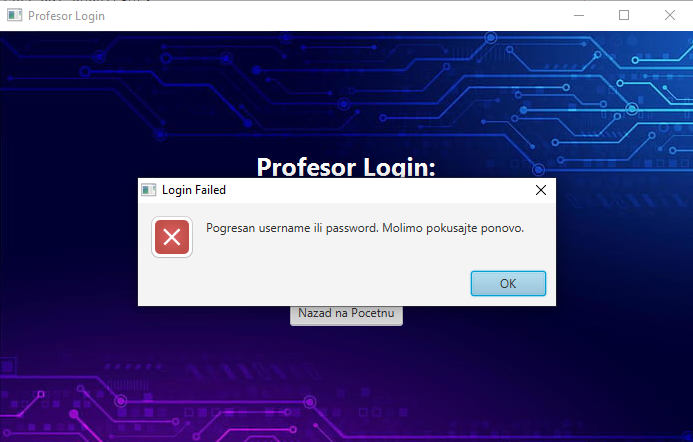 Profesor Login
Profesor Login:
Login Failed
Pogresan username ili password. Molimo pokusajte ponovo.
OK
Nazad na Pocetnu